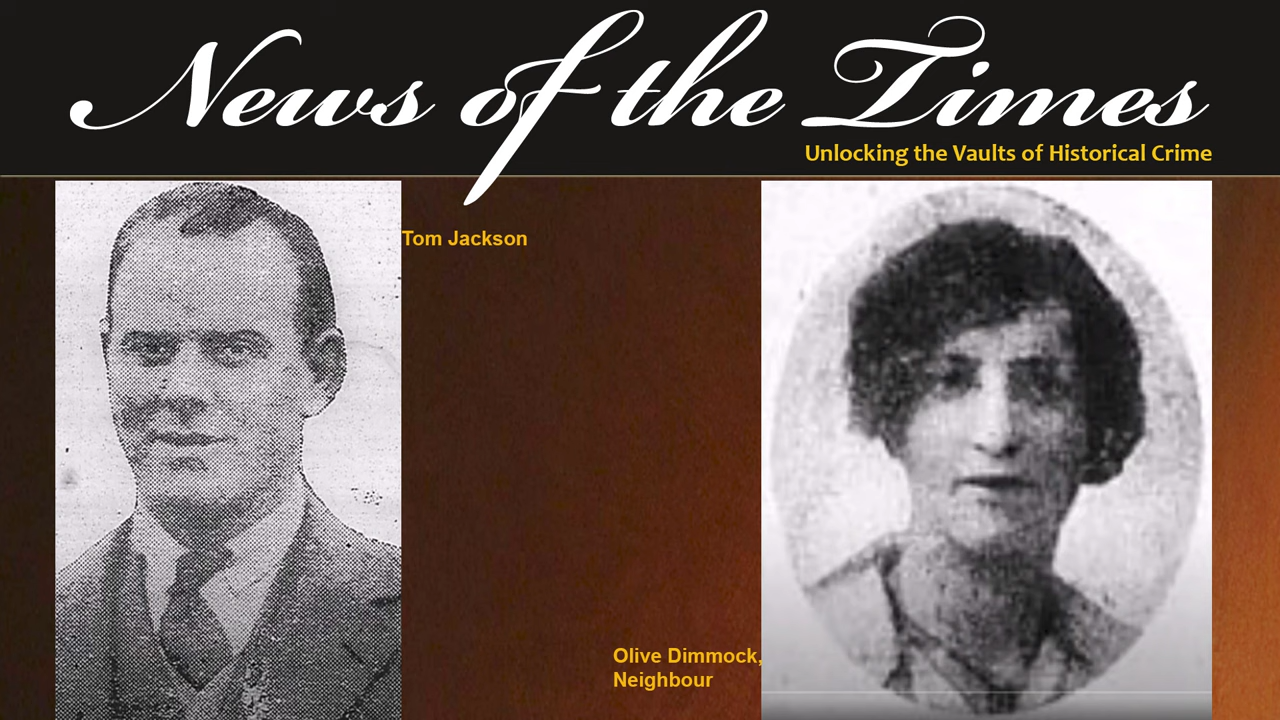 News of the Times
Unlocking the Vaults of Historical Crime
Tom Jackson
Olive Dimmock,
Neighbour